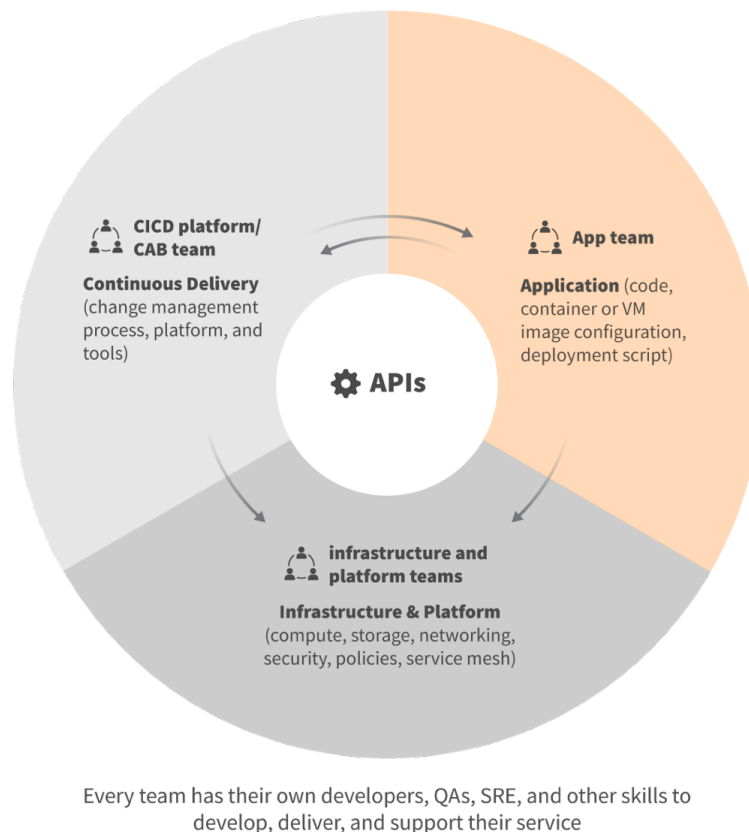 CICD platform/
CAB team
Continuous Delivery
(change management
process, platform, and
tools)
App team
Application (code,
container or VM
image configuration,
deployment script)
APIs
infrastructure and
platform teams
Infrastructure & Platform
(compute, storage, networking,
security, policies, service mesh)
Every team has their own developers, QAs, SRE, and other skills to
develop, deliver, and support their service